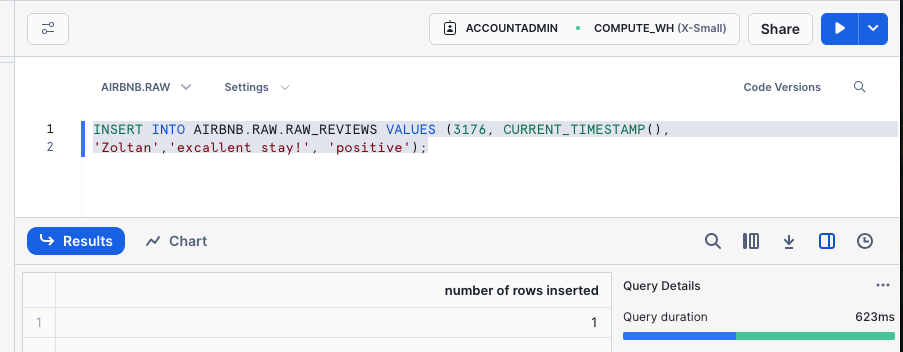 ACCOUNTADMIN • COMPUTE_WH (X-Small) Share
AIRBNB.RAW Settings Code Versions
1 INSERT INTO AIRBNB.RAW.RAW_REVIEWS VALUES (3176, CURRENT_TIMESTAMP(),
2 'Zoltan','excallent stay!', 'positive');
Results Chart
number of rows inserted
1 1
Query Details ...
Query duration 623ms